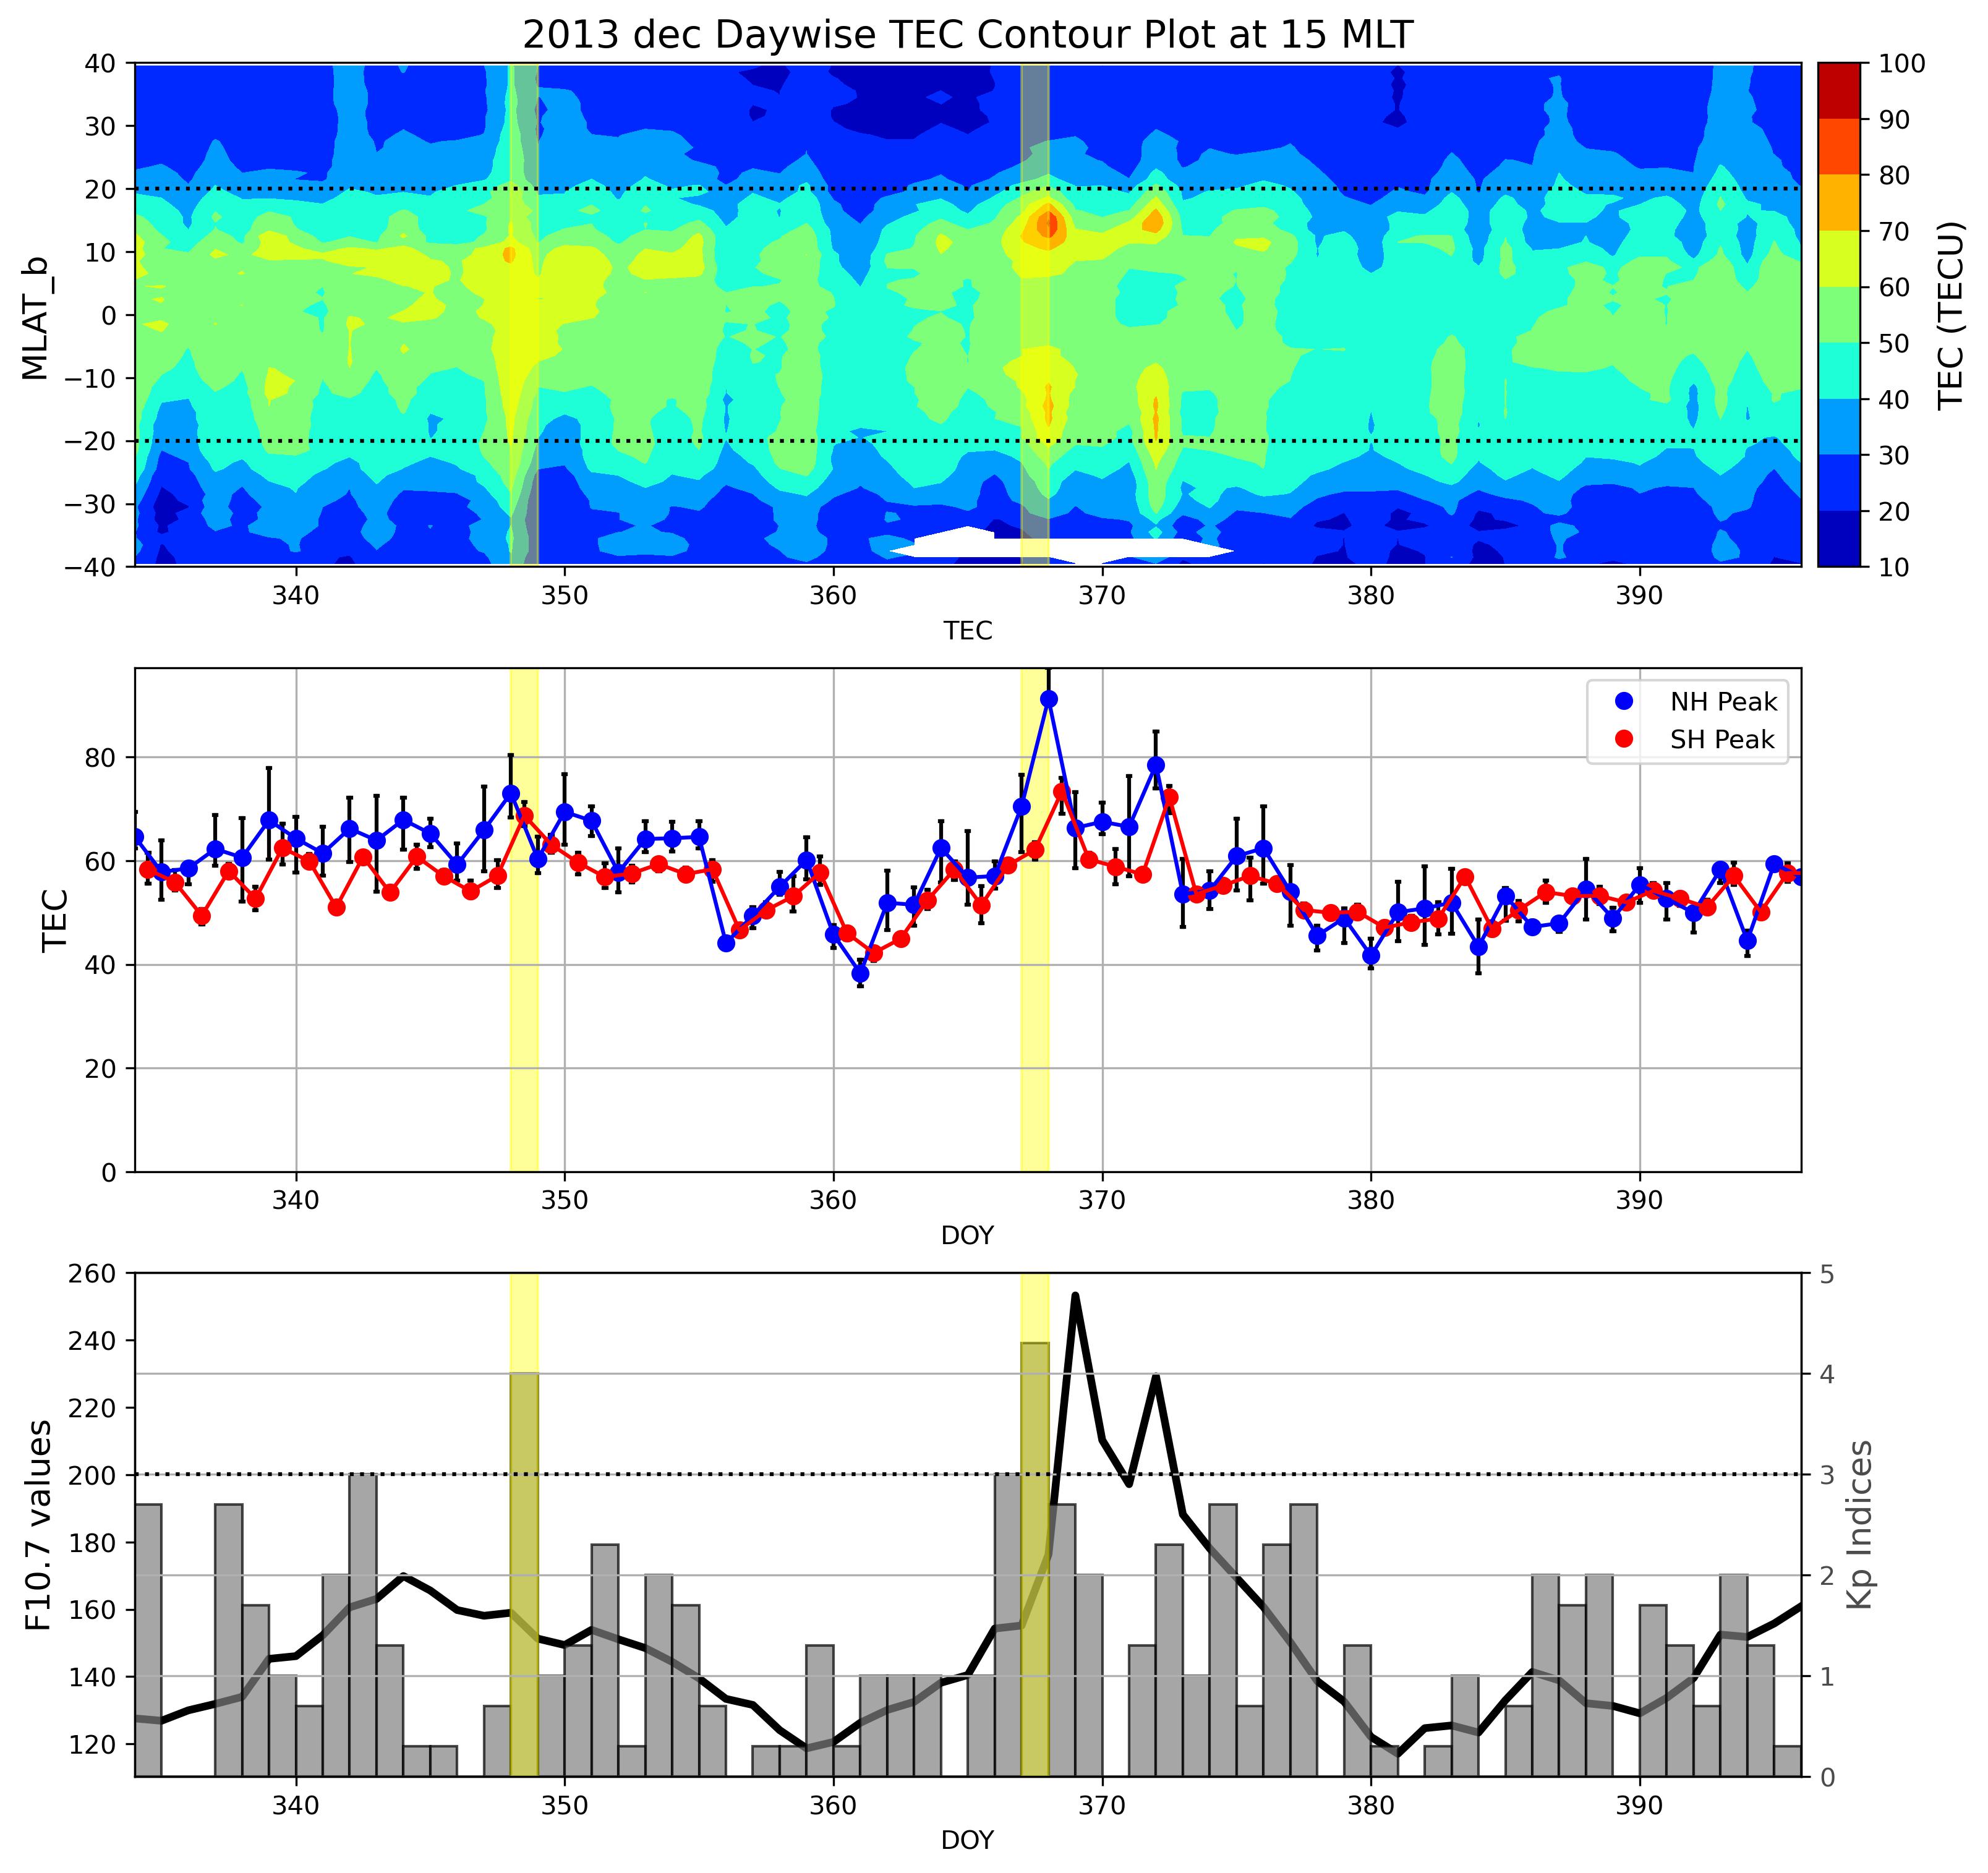 2013 dec Daywise TEC Contour Plot at 15 MLT
40
30
20
10
0
−10
−20
−30
−40
MLAT_b
340 350 360 370 380 390
TEC
100
90
80
70
60
50
40
30
20
10
TEC (TECU)
80
60
40
20
0
TEC
NH Peak
SH Peak
340 350 360 370 380 390
DOY
260
240
220
200
180
160
140
120
F10.7 values
5
4
3
2
1
0
Kp Indices
340 350 360 370 380 390
DOY